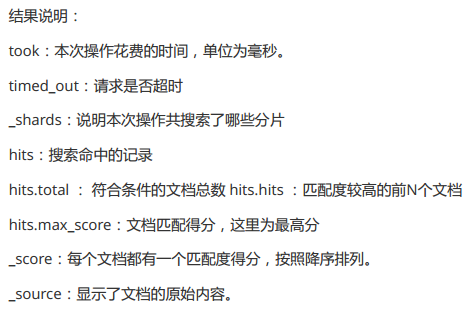 结果说明：
took：本次操作花费的时间，单位为毫秒。
timed_out：请求是否超时
_shards：说明本次操作共搜索了哪些分片
hits：搜索命中的记录
hits.total ： 符合条件的文档总数 hits.hits ：匹配度较高的前N个文档
hits.max_score：文档匹配得分，这里为最高分
_score：每个文档都有一个匹配度得分，按照降序排列。
_source：显示了文档的原始内容。